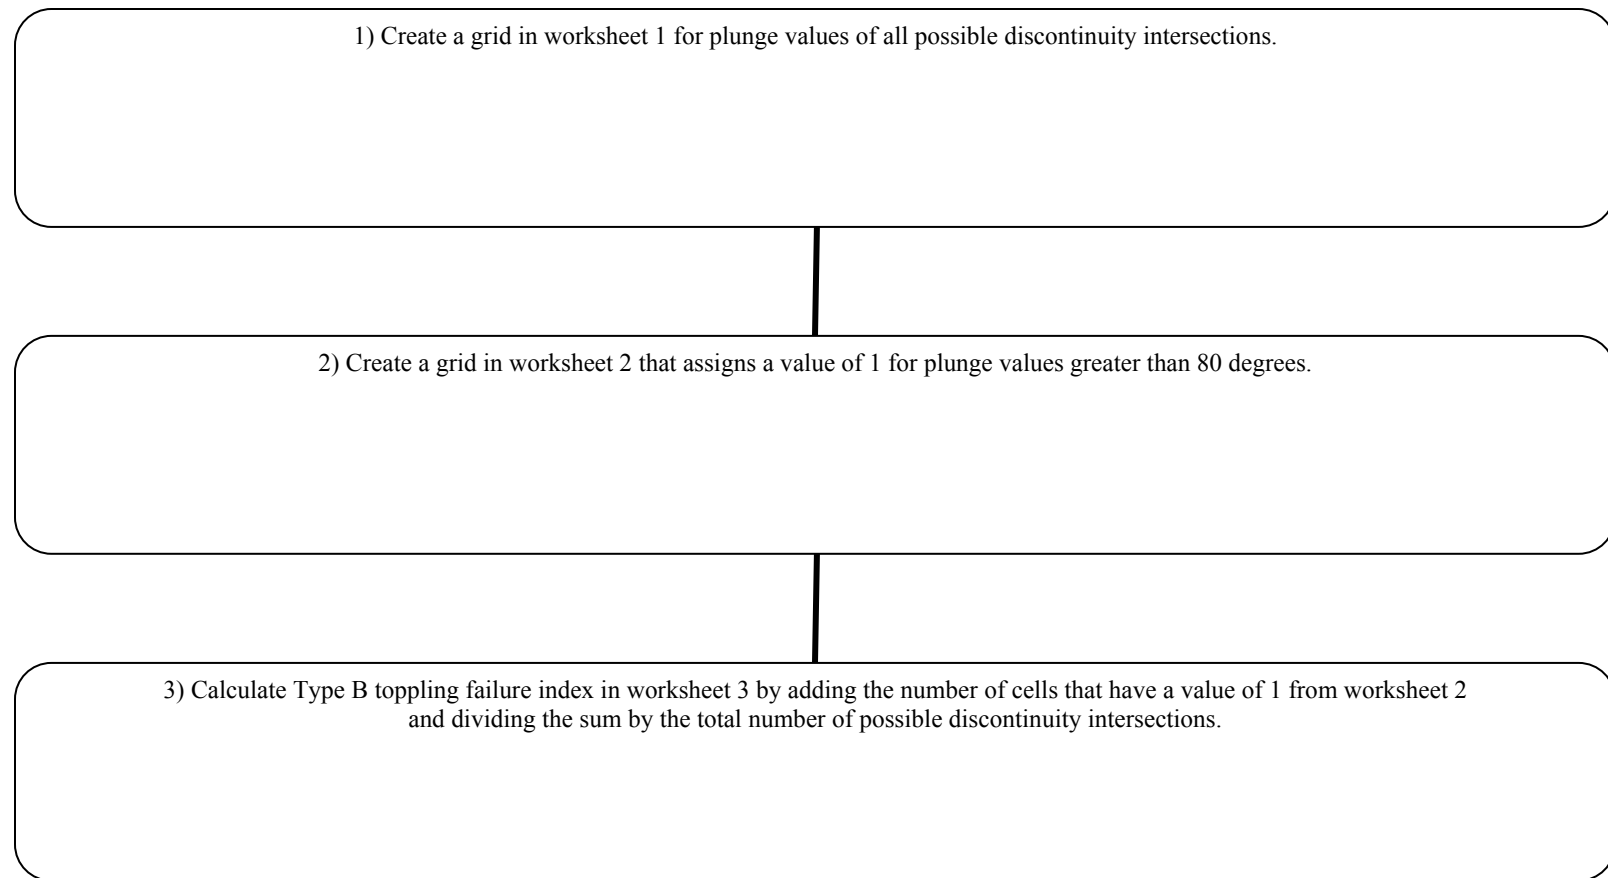 1) Create a grid in worksheet 1 for plunge values of all possible discontinuity intersections.
2) Create a grid in worksheet 2 that assigns a value of 1 for plunge values greater than 80 degrees.
3) Calculate Type B toppling failure index in worksheet 3 by adding the number of cells that have a value of 1 from worksheet 2
and dividing the sum by the total number of possible discontinuity intersections.